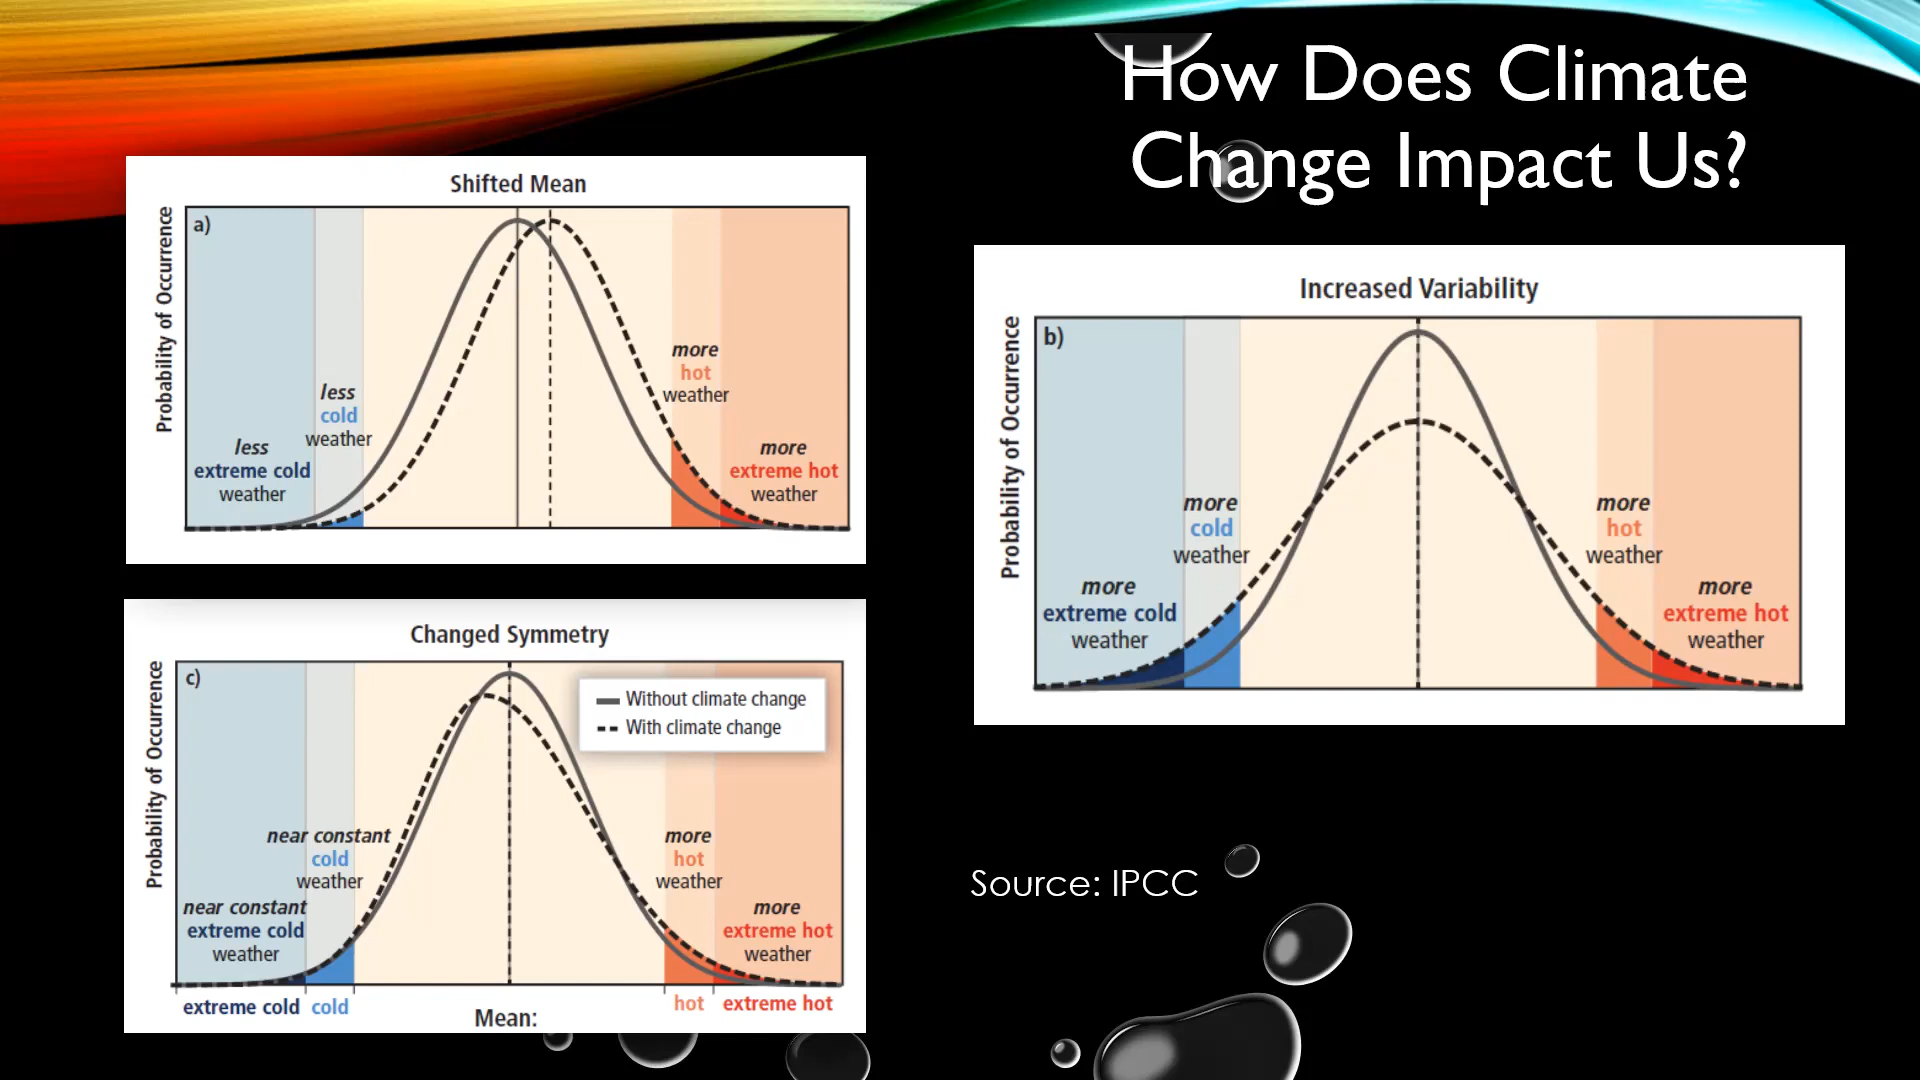 How Does Climate
Change Impact Us?
Shifted Mean
a)
Probability of Occurrence
less
cold
weather
less
extreme cold
weather
more
hot
weather
more
extreme hot
weather
Increased Variability
b)
Probability of Occurrence
more
cold
weather
more
extreme cold
weather
more
hot
weather
more
extreme hot
weather
Changed Symmetry
c)
Probability of Occurrence
Without climate change
With climate change
near constant
cold
weather
near constant
extreme cold
weather
more
hot
weather
more
extreme hot
weather
extreme cold cold
hot extreme hot
Mean:
Source: IPCC